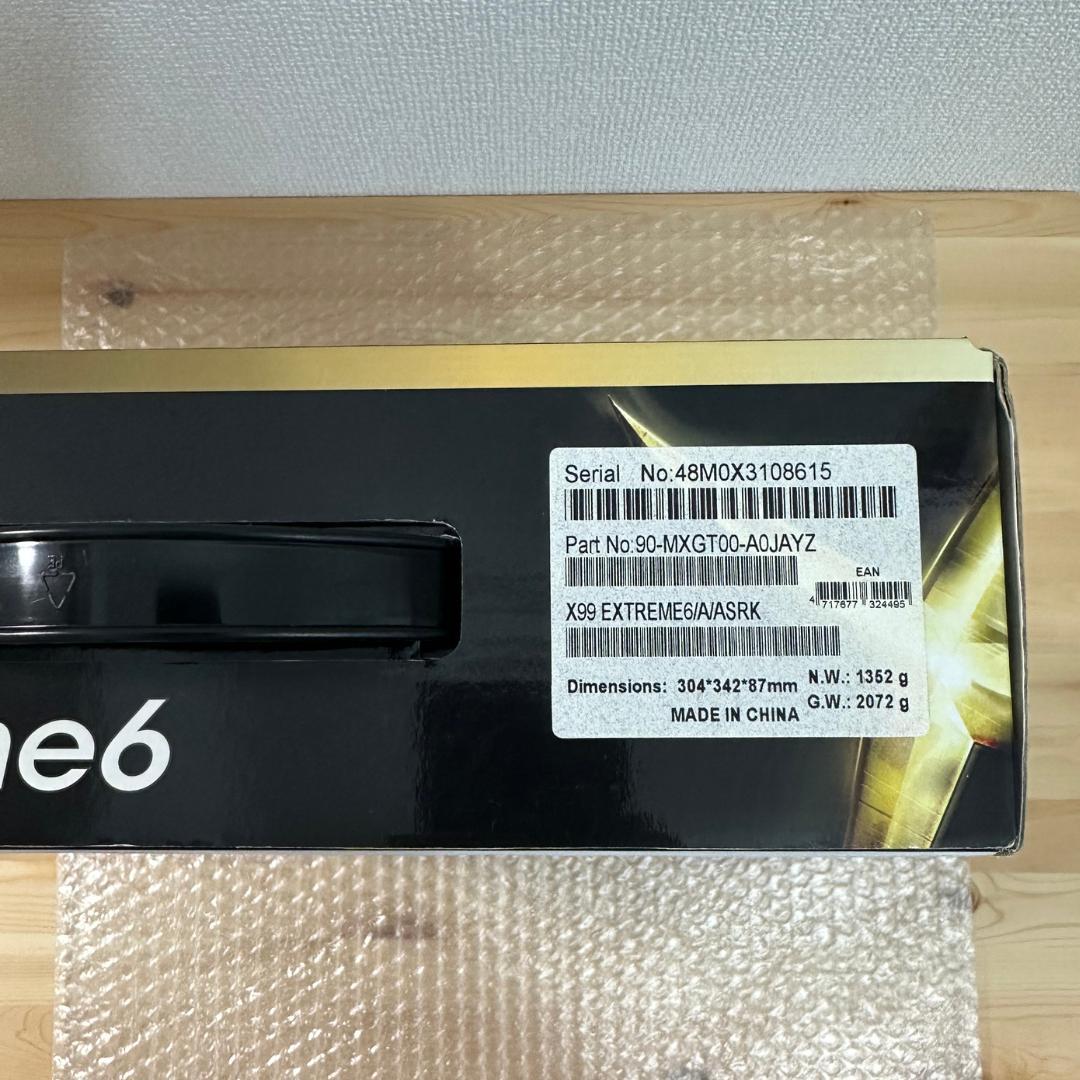 Serial No:48M0X3108615
Part No:90-MXGT00-A0JAYZ
EAN
4 717677 324495
X99 EXTREME6/A/ASRK
Dimensions: 304*342*87mm
N.W.: 1352 g
G.W.: 2072 g
MADE IN CHINA
PE
me6